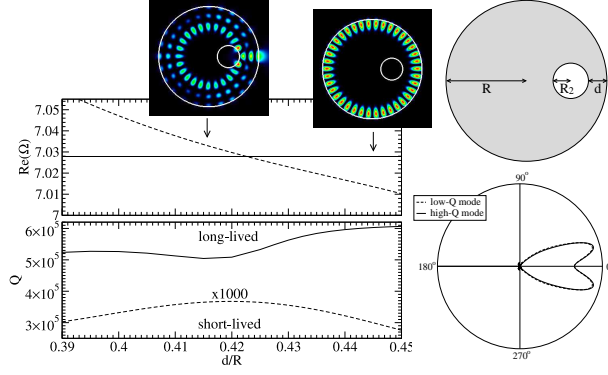 R
R₂
d
7.05
7.04
7.03
7.02
7.01
7
Re(Ω)
6×10⁵
5×10⁵
4×10⁵
3×10⁵
Q
long-lived
x1000
short-lived
0.39
0.4
0.41
0.42
0.43
0.44
0.45
d/R
low-Q mode
high-Q mode
90°
180°
0
270°